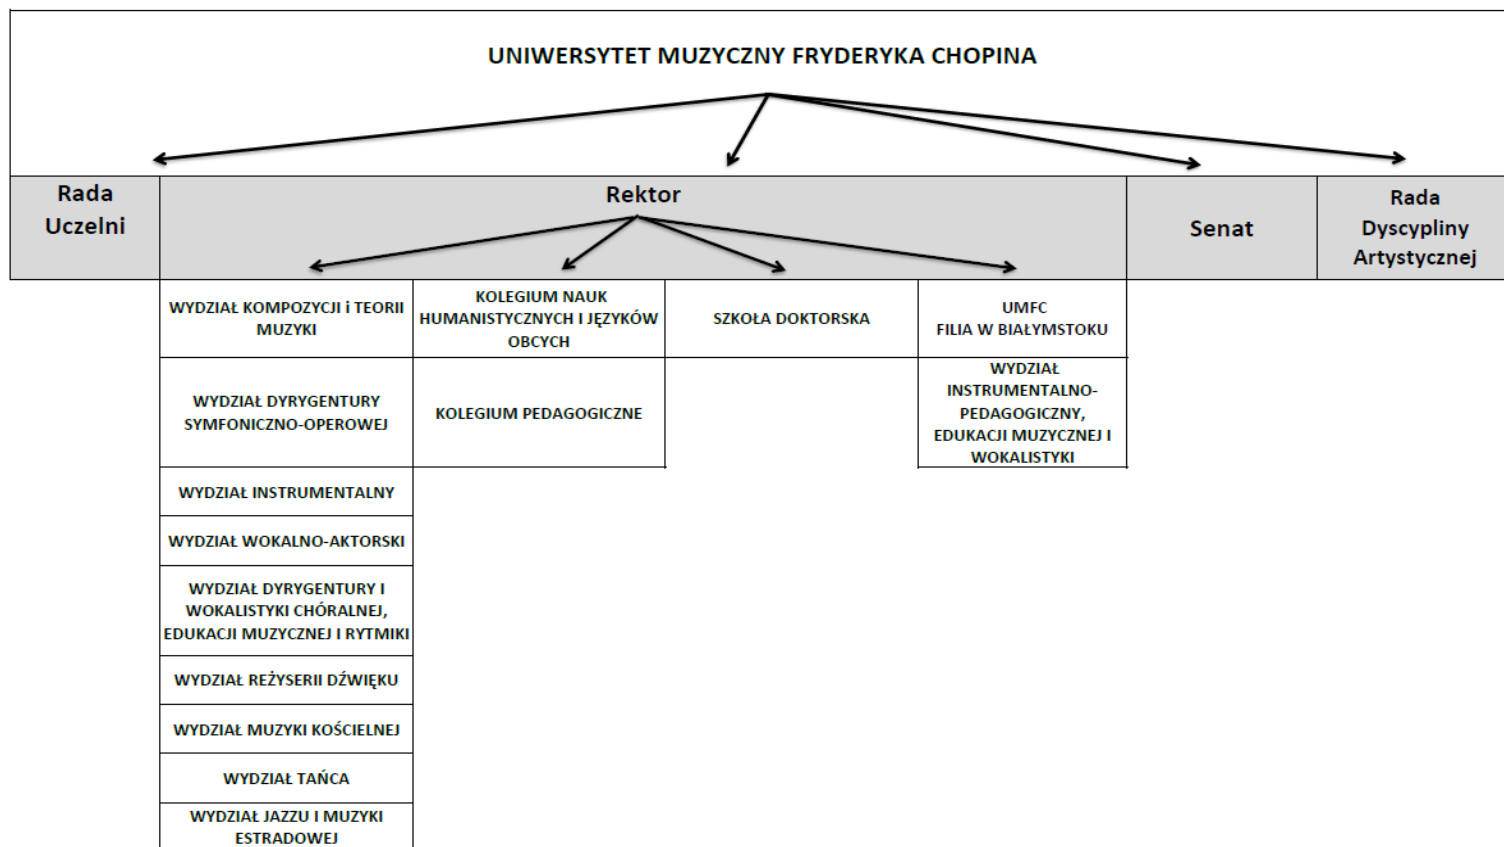 UNIWERSYTET MUZYCZNY FRYDERYKA CHOPINA
Rada
Uczelni
Rektor
Senat
Rada
Dyscypliny
Artystycznej
WYDZIAŁ KOMPOZYCJI i TEORII
MUZYKI
KOLEGIUM NAUK
HUMANISTYCZNYCH I JĘZYKÓW
OBCYCH
SZKOŁA DOKTORSKA
UMFC
FILIA W BIAŁYMSTOKU
WYDZIAŁ DYRYGENTURY
SYMFONICZNO-OPEROWEJ
KOLEGIUM PEDAGOGICZNE
WYDZIAŁ
INSTRUMENTALNO-
PEDAGOGICZNY,
EDUKACJI MUZYCZNEJ I
WOKALISTYKI
WYDZIAŁ INSTRUMENTALNY
WYDZIAŁ WOKALNO-AKTORSKI
WYDZIAŁ DYRYGENTURY I
WOKALISTYKI CHÓRALNEJ,
EDUKACJI MUZYCZNEJ I RYTMIKI
WYDZIAŁ REŻYSERII DŹWIĘKU
WYDZIAŁ MUZYKI KOŚCIELNEJ
WYDZIAŁ TAŃCA
WYDZIAŁ JAZZU I MUZYKI
ESTRADOWEJ